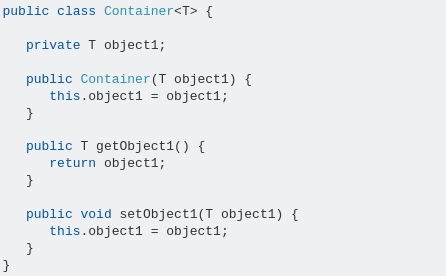 public class Container<T> {
private T object1;
public Container(T object1) {
this.object1 = object1;
}
public T getObject1() {
return object1;
}
public void setObject1(T object1) {
this.object1 = object1;
}
}